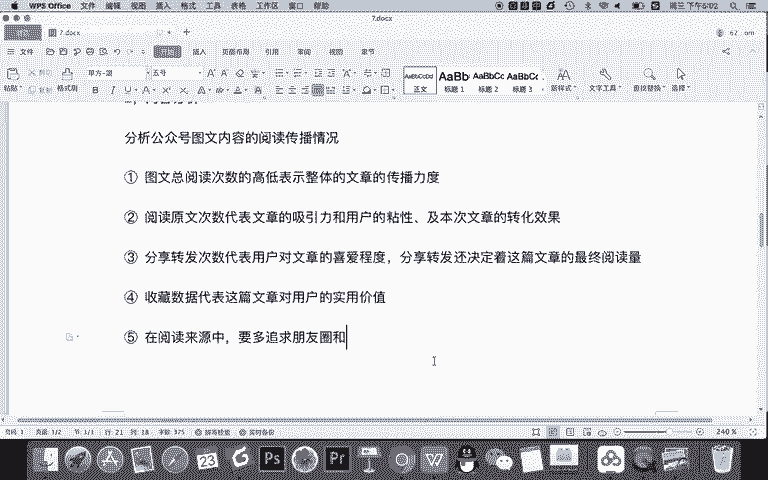 WPS Office 文件 编辑 视图 插入 格式 工具 表格 工作区 窗口 帮助
7.docx
7.docx
文件 开始 插入 页面布局 引用 审阅 视图 章节
粘贴 格式刷 五号 AaBbCcDd AaBb AaBbCc AaBbCc
B I U 正文 标题 1 标题 2 标题 3 新样式 文字工具 查找替换 选择
分析公众号图文内容的阅读传播情况
① 图文总阅读次数的高低表示整体的文章的传播力度
② 阅读原文次数代表文章的吸引力和用户的粘性、及本次文章的转化效果
③ 分享转发次数代表用户对文章的喜爱程度，分享转发还决定着这篇文章的最终阅读量
④ 收藏数据代表这篇文章对用户的实用价值
⑤ 在阅读来源中，要多追求朋友圈和
页码: 1 页面: 1/2 节: 1/1 行: 21 列: 18 字数: 375 拼写检查 实时备份 240 %
23 Ps Pr